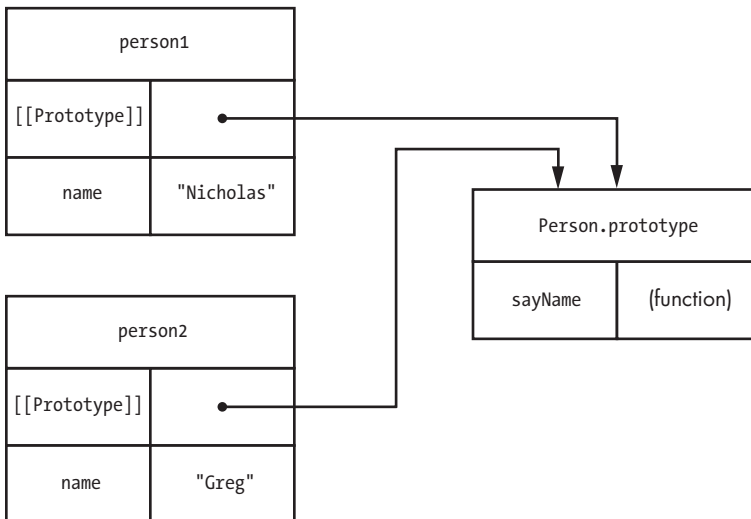 person1
[[Prototype]]
name "Nicholas"
Person.prototype
sayName (function)
person2
[[Prototype]]
name "Greg"